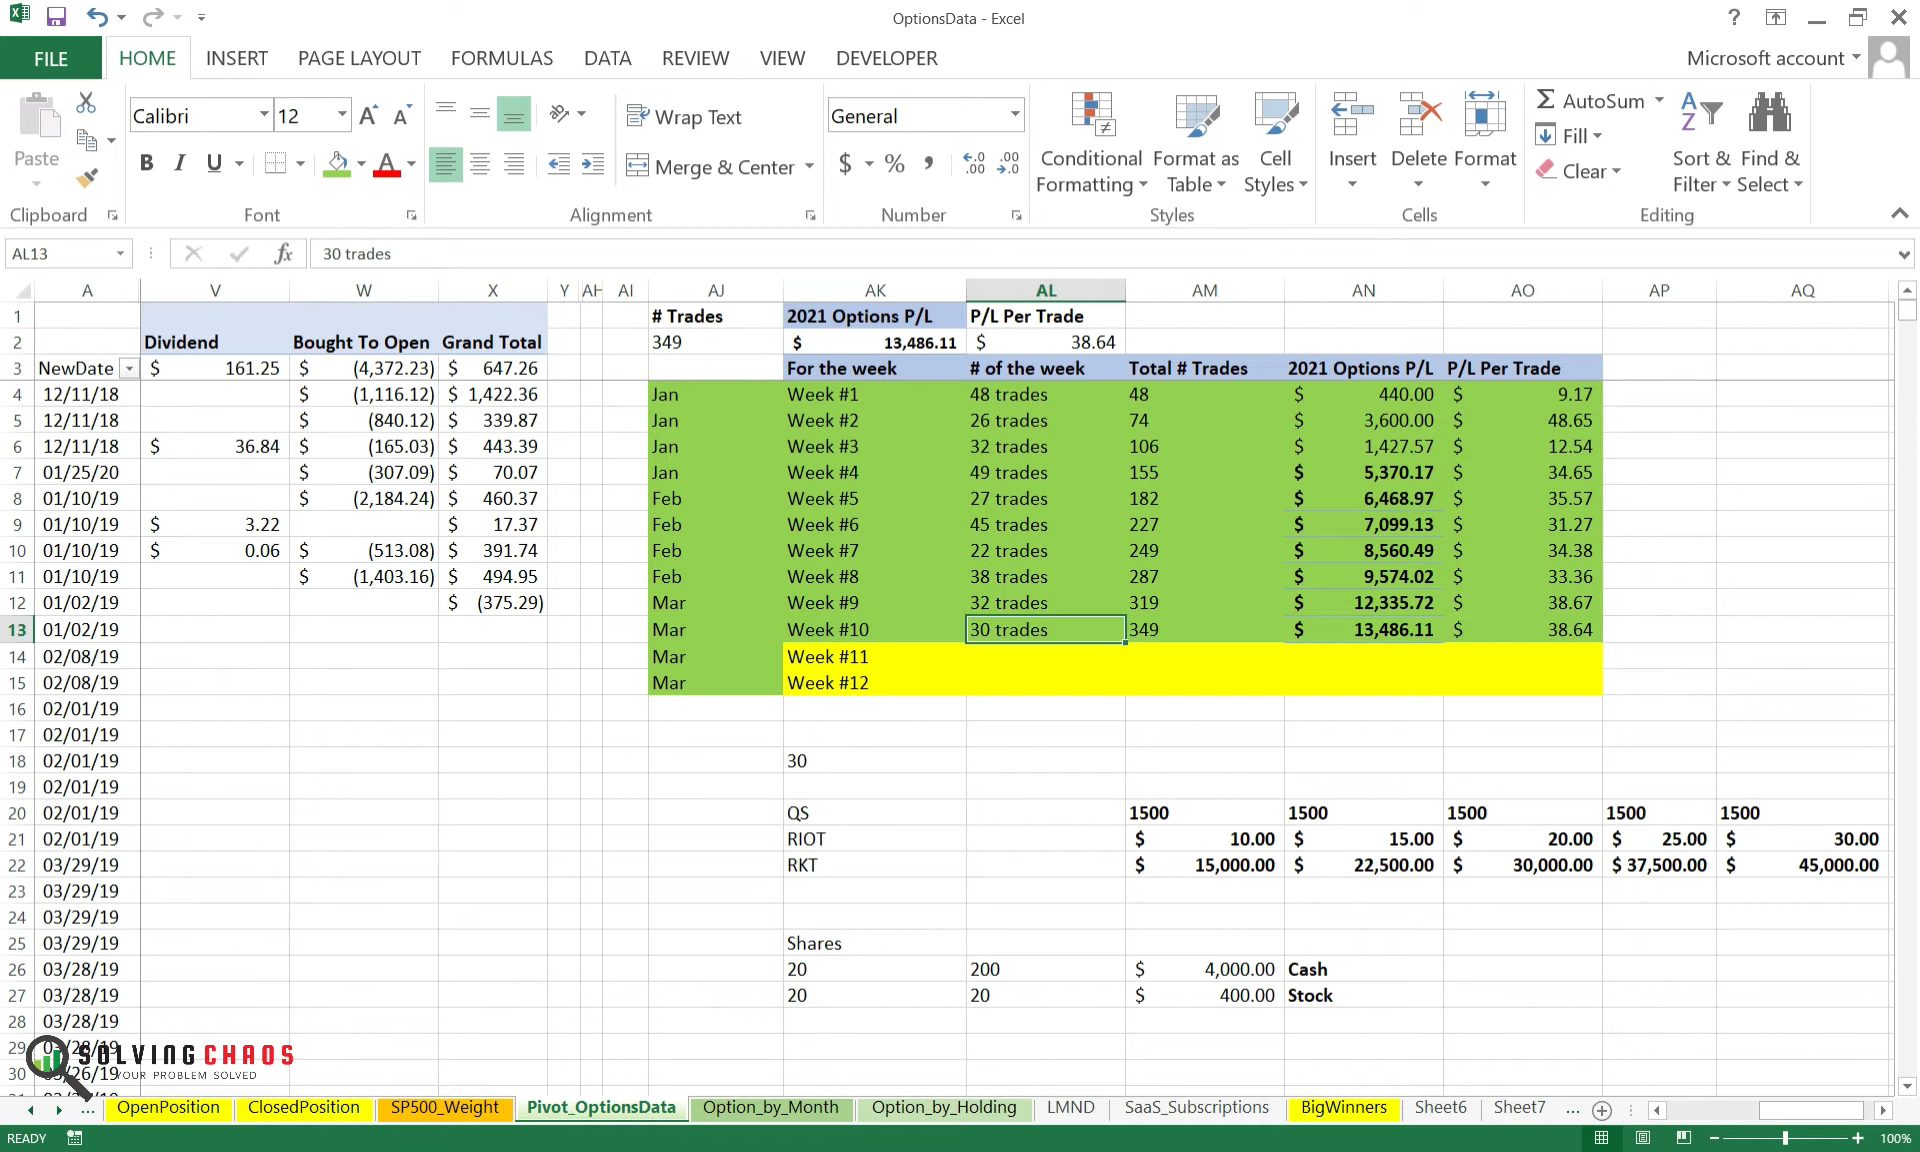 OptionsData - Excel
?
FILE HOME INSERT PAGE LAYOUT FORMULAS DATA REVIEW VIEW DEVELOPER Microsoft account
Paste
Clipboard
Calibri 12
B I U A
Font
Wrap Text
Merge & Center
Alignment
General
$ % ,
Number
Conditional Formatting
Format as Table
Cell Styles
Styles
Insert Delete Format
Cells
AutoSum
Fill
Clear
Sort & Filter
Find & Select
Editing
AL13 fx 30 trades
A V W X Y AH AI AJ AK AL AM AN AO AP AQ
1 # Trades 2021 Options P/L P/L Per Trade
2 Dividend Bought To Open Grand Total 349 $ 13,486.11 $ 38.64
3 NewDate $ 161.25 $ (4,372.23) $ 647.26 For the week # of the week Total # Trades 2021 Options P/L P/L Per Trade
4 12/11/18 $ (1,116.12) $ 1,422.36 Jan Week #1 48 trades 48 $ 440.00 $ 9.17
5 12/11/18 $ (840.12) $ 339.87 Jan Week #2 26 trades 74 $ 3,600.00 $ 48.65
6 12/11/18 $ 36.84 $ (165.03) $ 443.39 Jan Week #3 32 trades 106 $ 1,427.57 $ 12.54
7 01/25/20 $ (307.09) $ 70.07 Jan Week #4 49 trades 155 $ 5,370.17 $ 34.65
8 01/10/19 $ (2,184.24) $ 460.37 Feb Week #5 27 trades 182 $ 6,468.97 $ 35.57
9 01/10/19 $ 3.22 $ 17.37 Feb Week #6 45 trades 227 $ 7,099.13 $ 31.27
10 01/10/19 $ 0.06 $ (513.08) $ 391.74 Feb Week #7 22 trades 249 $ 8,560.49 $ 34.38
11 01/10/19 $ (1,403.16) $ 494.95 Feb Week #8 38 trades 287 $ 9,574.02 $ 33.36
12 01/02/19 $ (375.29) Mar Week #9 32 trades 319 $ 12,335.72 $ 38.67
13 01/02/19 Mar Week #10 30 trades 349 $ 13,486.11 $ 38.64
14 02/08/19 Mar Week #11
15 02/08/19 Mar Week #12
16 02/01/19
17 02/01/19
18 02/01/19 30
19 02/01/19
20 02/01/19 QS 1500 1500 1500 1500 1500
21 02/01/19 RIOT $ 10.00 $ 15.00 $ 20.00 $ 25.00 $ 30.00
22 03/29/19 RKT $ 15,000.00 $ 22,500.00 $ 30,000.00 $ 37,500.00 $ 45,000.00
23 03/29/19
24 03/29/19
25 03/29/19 Shares
26 03/28/19 20 200 $ 4,000.00 Cash
27 03/28/19 20 20 $ 400.00 Stock
28 03/28/19
29
SOLVINGCHAOS
YOUR PROBLEM SOLVED
30
... OpenPosition ClosedPosition SP500_Weight Pivot_OptionsData Option_by_Month Option_by_Holding LMND SaaS_Subscriptions BigWinners Sheet6 Sheet7 ...
READY 100%